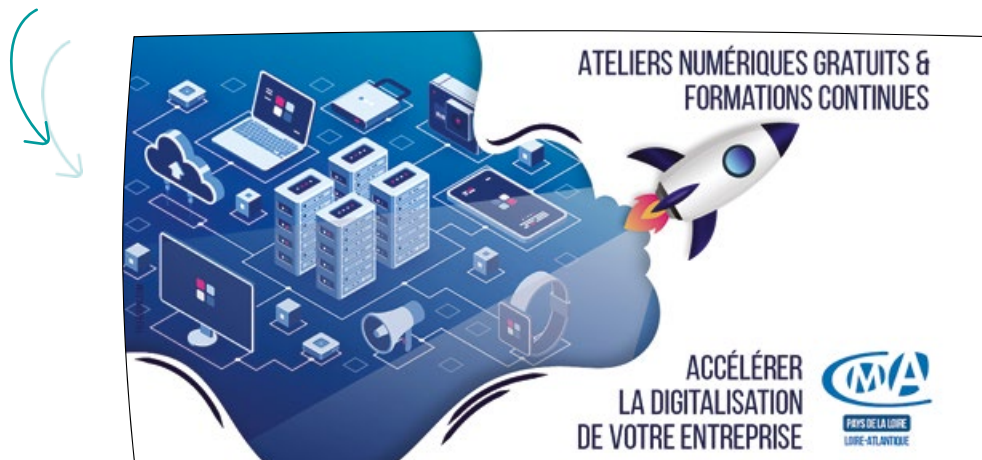 ATELIERS NUMÉRIQUES GRATUITS &
FORMATIONS CONTINUES
ACCÉLÉRER
LA DIGITALISATION
DE VOTRE ENTREPRISE
CMA
PAYS DE LA LOIRE
LOIRE-ATLANTIQUE